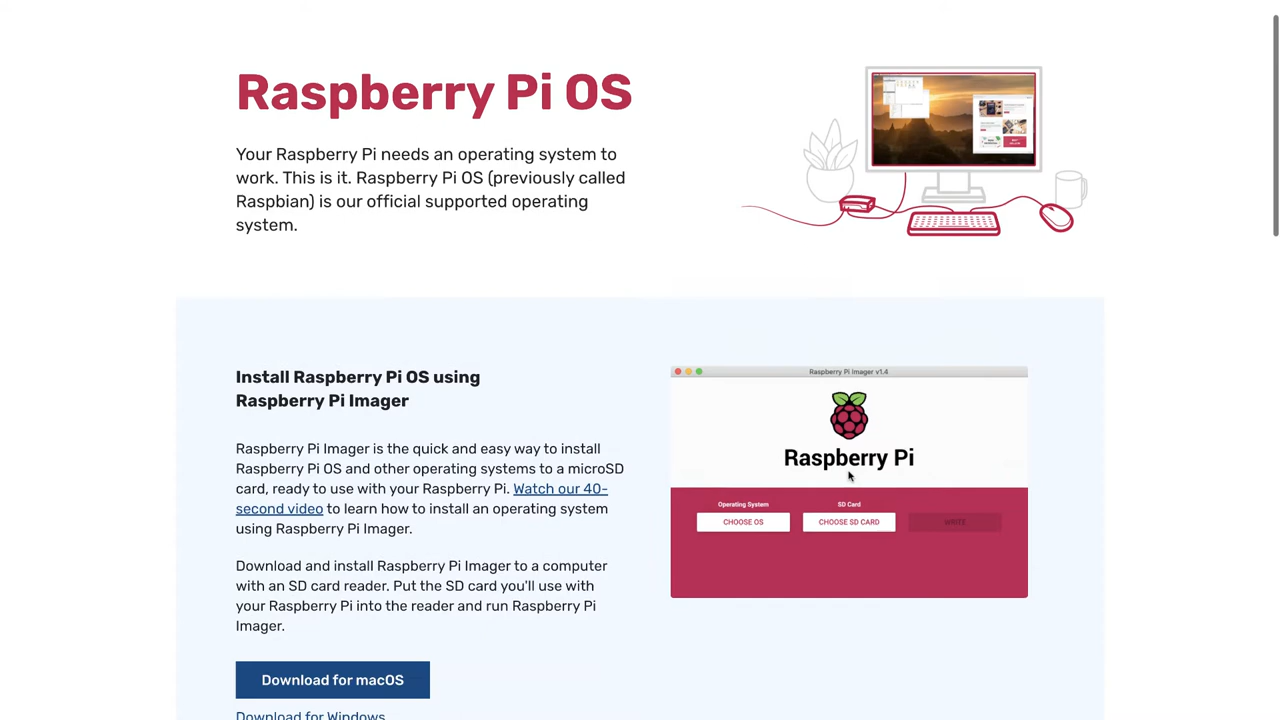 Raspberry Pi OS
Your Raspberry Pi needs an operating system to
work. This is it. Raspberry Pi OS (previously called
Raspbian) is our official supported operating
system.
Install Raspberry Pi OS using
Raspberry Pi Imager
Raspberry Pi Imager is the quick and easy way to install
Raspberry Pi OS and other operating systems to a microSD
card, ready to use with your Raspberry Pi. Watch our 40-
second video to learn how to install an operating system
using Raspberry Pi Imager.
Download and install Raspberry Pi Imager to a computer
with an SD card reader. Put the SD card you'll use with
your Raspberry Pi into the reader and run Raspberry Pi
Imager.
Download for macOS
Download for Windows
Raspberry Pi Imager v1.4
Raspberry Pi
Operating System
SD Card
CHOOSE OS
CHOOSE SD CARD
WRITE